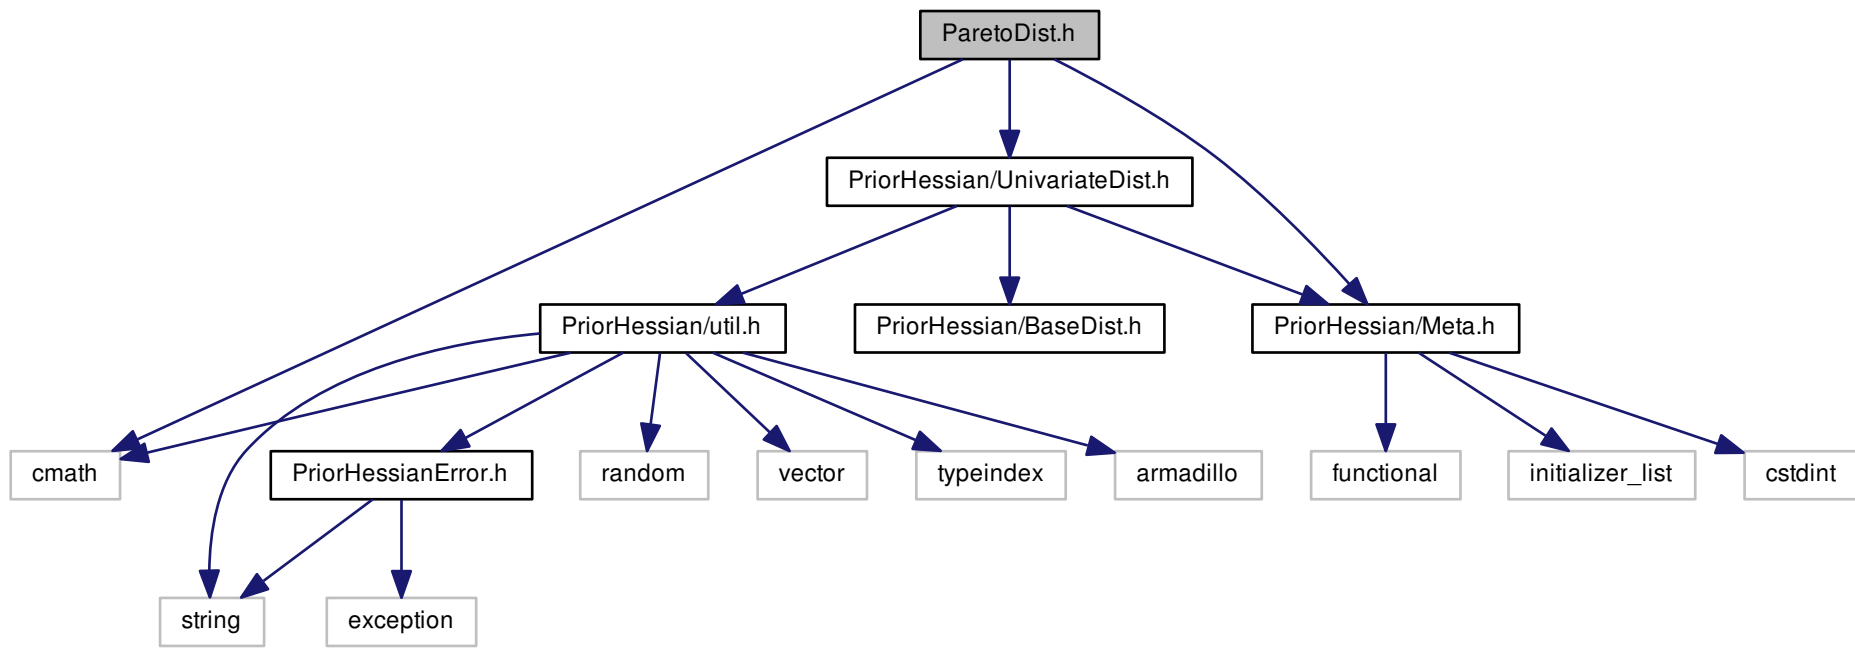 ParetoDist.h
PriorHessian/UnivariateDist.h
PriorHessian/util.h
PriorHessian/BaseDist.h
PriorHessian/Meta.h
cmath
PriorHessianError.h
random
vector
typeindex
armadillo
functional
initializer_list
cstdint
string
exception